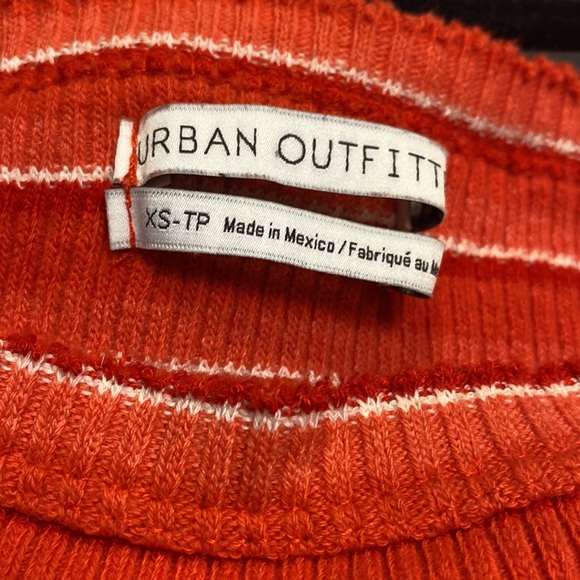 URBAN OUTFITT
XS-TP Made in Mexico / Fabriqué au